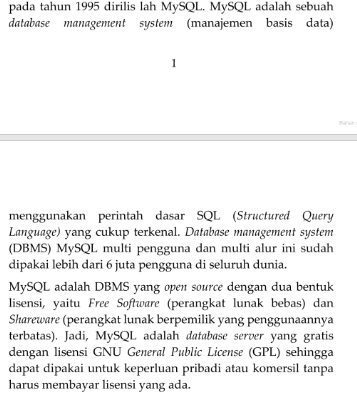 pada tahun 1995 dirilis lah MySQL. MySQL adalah sebuah
database management system (manajemen basis data)
1
menggunakan perintah dasar SQL (Structured Query
Language) yang cukup terkenal. Database management system
(DBMS) MySQL multi pengguna dan multi alur ini sudah
dipakai lebih dari 6 juta pengguna di seluruh dunia.
MySQL adalah DBMS yang open source dengan dua bentuk
lisensi, yaitu Free Software (perangkat lunak bebas) dan
Shareware (perangkat lunak berpemilik yang penggunaannya
terbatas). Jadi, MySQL adalah database server yang gratis
dengan lisensi GNU General Public License (GPL) sehingga
dapat dipakai untuk keperluan pribadi atau komersil tanpa
harus membayar lisensi yang ada.